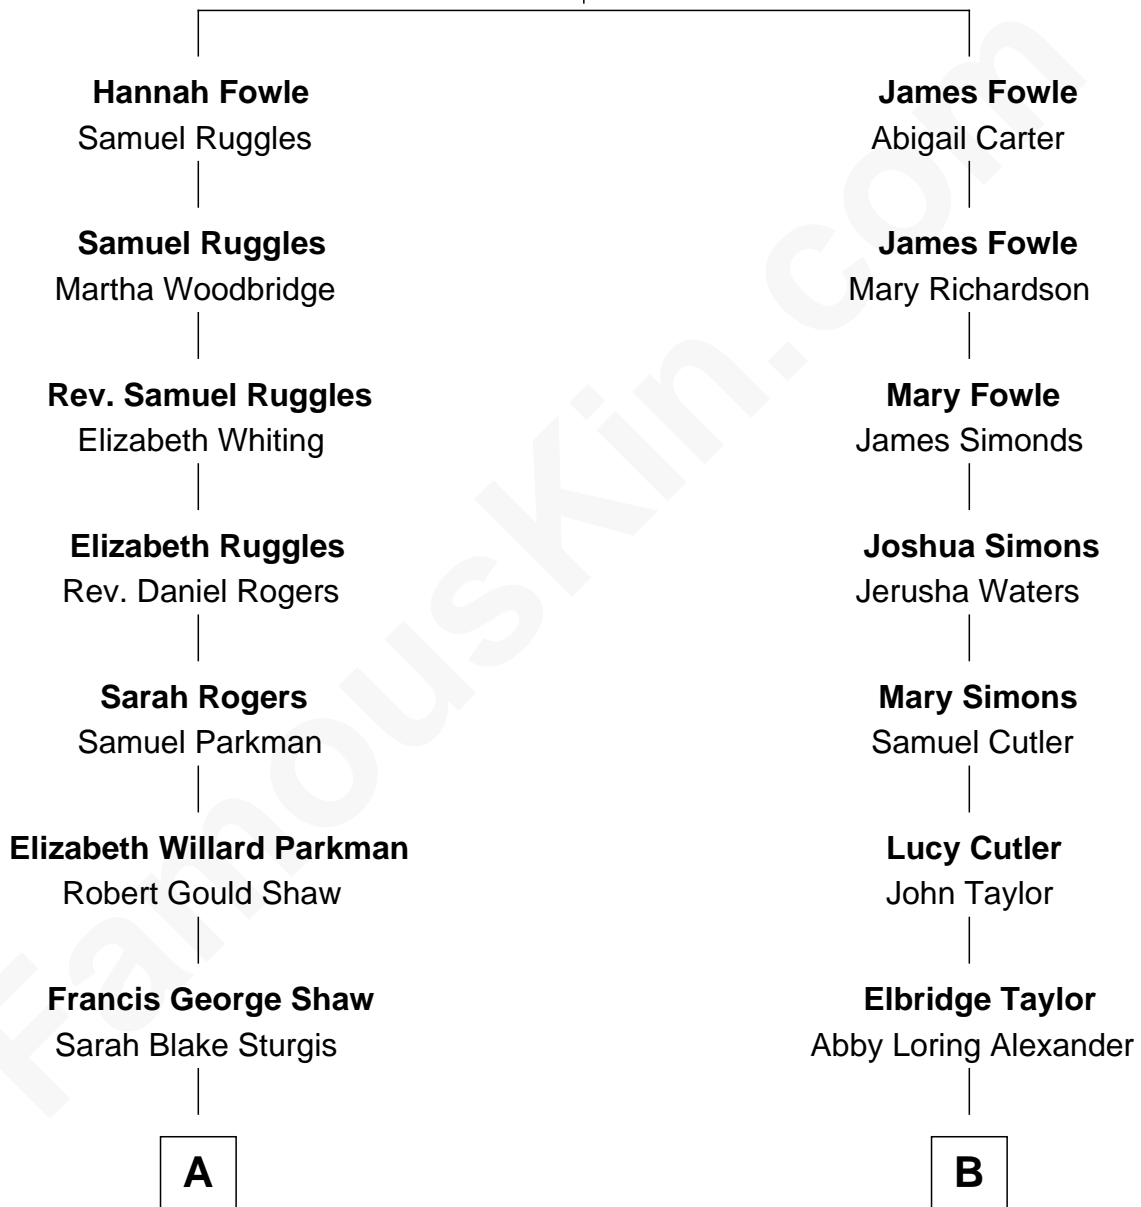 Hannah Fowle
Samuel Ruggles
Samuel Ruggles
Martha Woodbridge
Rev. Samuel Ruggles
Elizabeth Whiting
Elizabeth Ruggles
Rev. Daniel Rogers
Sarah Rogers
Samuel Parkman
Elizabeth Willard Parkman
Robert Gould Shaw
Francis George Shaw
Sarah Blake Sturgis
A
James Fowle
Abigail Carter
James Fowle
Mary Richardson
Mary Fowle
James Simonds
Joshua Simons
Jerusha Waters
Mary Simons
Samuel Cutler
Lucy Cutler
John Taylor
Elbridge Taylor
Abby Loring Alexander
B
FamousKin.com